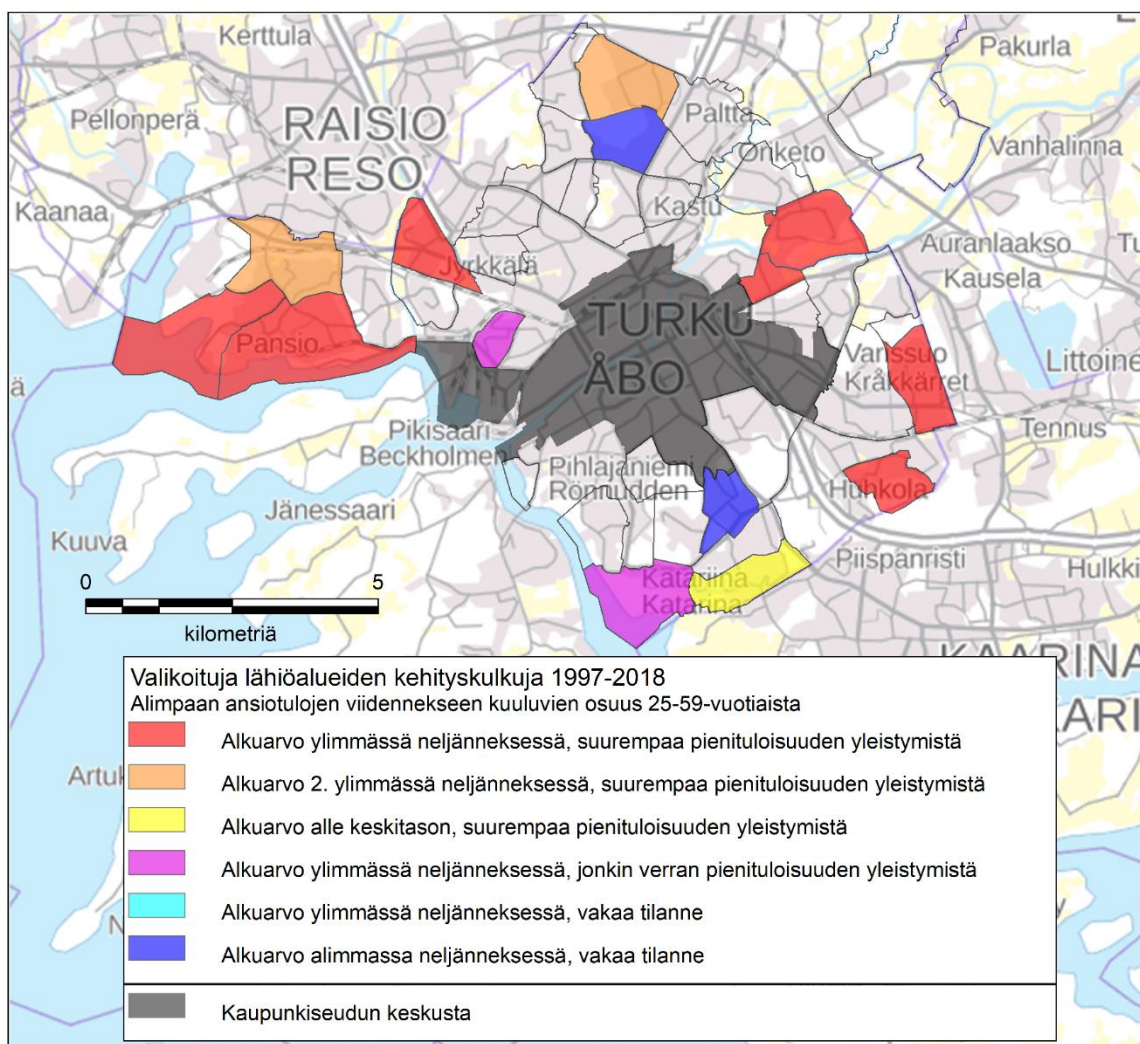 Kerttula
Pakurla
Pellonperä
RAISIO
RESO
Paltta
Onketo
Vanhalinna
Kaanaa
Kastu
Auranlaakso
Kausela
Jyrkkälä
TURKU
ÅBO
Pansio
Varissuo
Kråkkärret
Littoine
Pikisaari
Beckholmen
Pihlajaniemi
Rönnudden
Tennus
Huhkola
Jänessaari
Kuuva
Piispanristi
Hulkki
Katariina
Katarina
0 5
kilometriä
KAARINA
ARI
Artuk
Valikoituja lähiöalueiden kehityskulkuja 1997-2018
Alimpaan ansiotulojen viidennekseen kuuluvien osuus 25-59-vuotiaista
Alkuarvo ylimmässä neljänneksessä, suurempaa pienituloisuuden yleistymistä
Alkuarvo 2. ylimmässä neljänneksessä, suurempaa pienituloisuuden yleistymistä
Alkuarvo alle keskitason, suurempaa pienituloisuuden yleistymistä
Alkuarvo ylimmässä neljänneksessä, jonkin verran pienituloisuuden yleistymistä
Alkuarvo ylimmässä neljänneksessä, vakaa tilanne
Alkuarvo alimmassa neljänneksessä, vakaa tilanne
Kaupunkiseudun keskusta